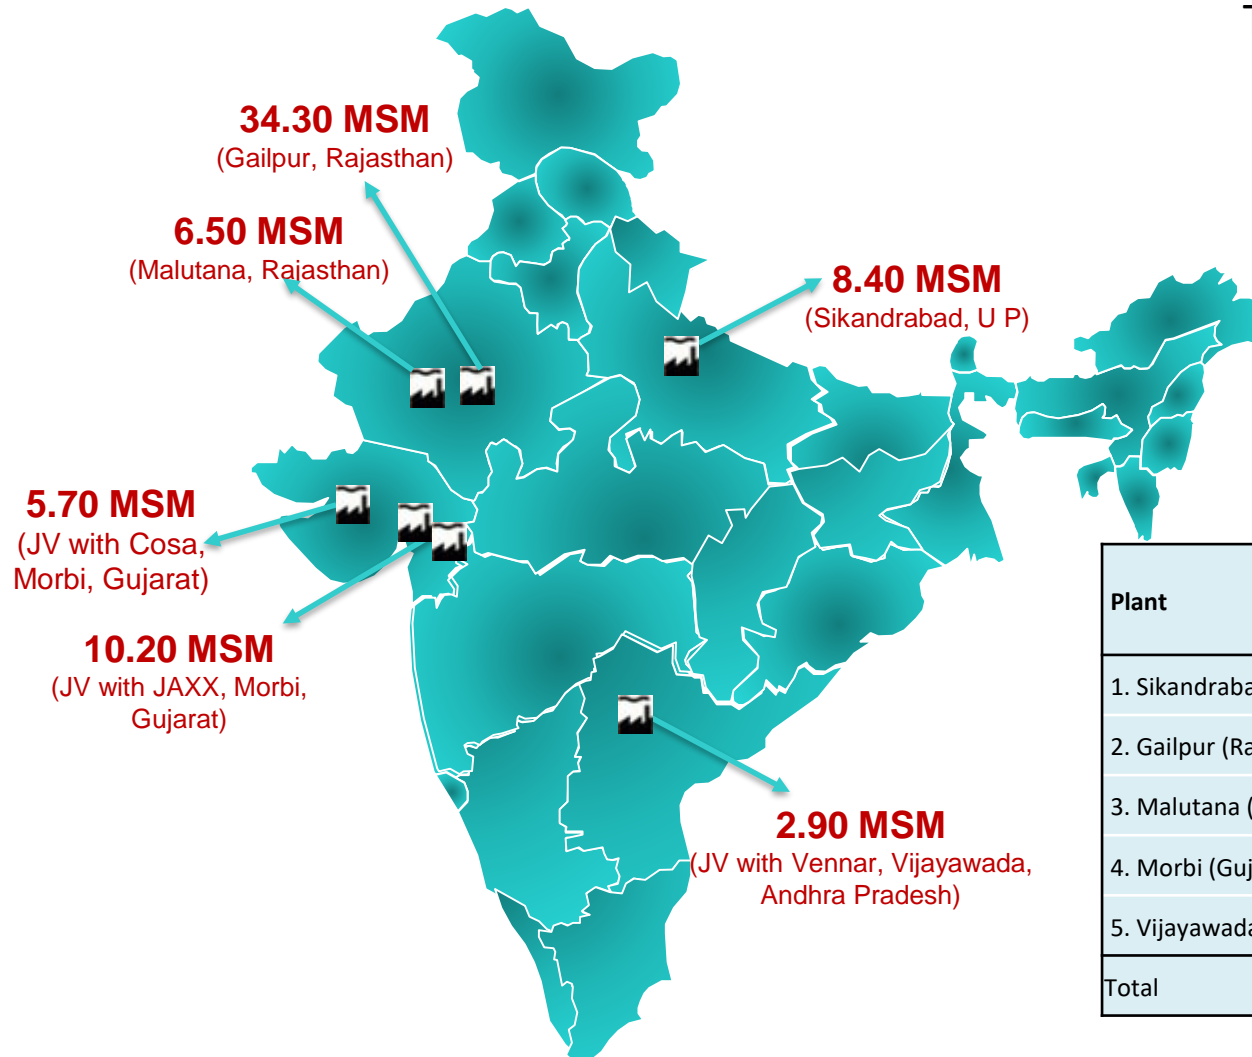 34.30 MSM
(Gailpur, Rajasthan)
6.50 MSM
(Malutana, Rajasthan)
8.40 MSM
(Sikandrabad, U P)
5.70 MSM
(JV with Cosa,
Morbi, Gujarat)
10.20 MSM
(JV with JAXX, Morbi,
Gujarat)
2.90 MSM
(JV with Vennar, Vijayawada,
Andhra Pradesh)
Plant
1. Sikandraba
2. Gailpur (Ra
3. Malutana (
4. Morbi (Guj
5. Vijayawada
Total